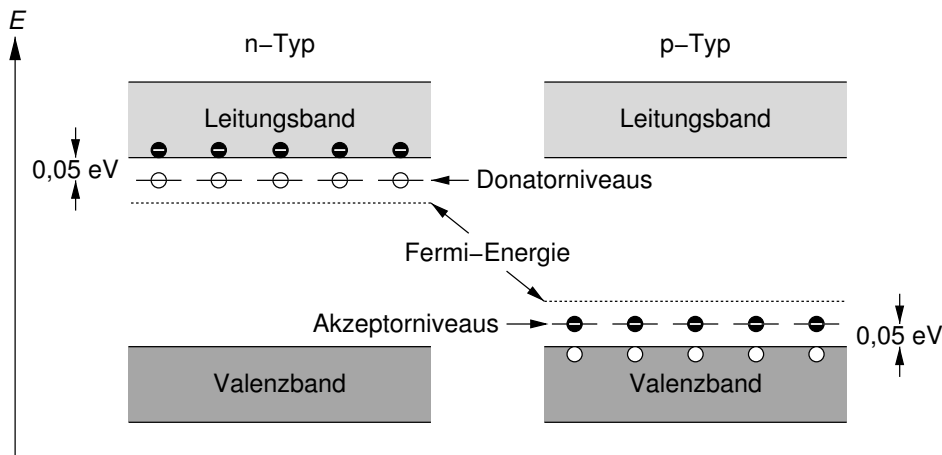 E
n−Typ
p−Typ
Leitungsband
Leitungsband
0,05 eV
Donatorniveaus
Fermi−Energie
Akzeptorniveaus
0,05 eV
Valenzband
Valenzband